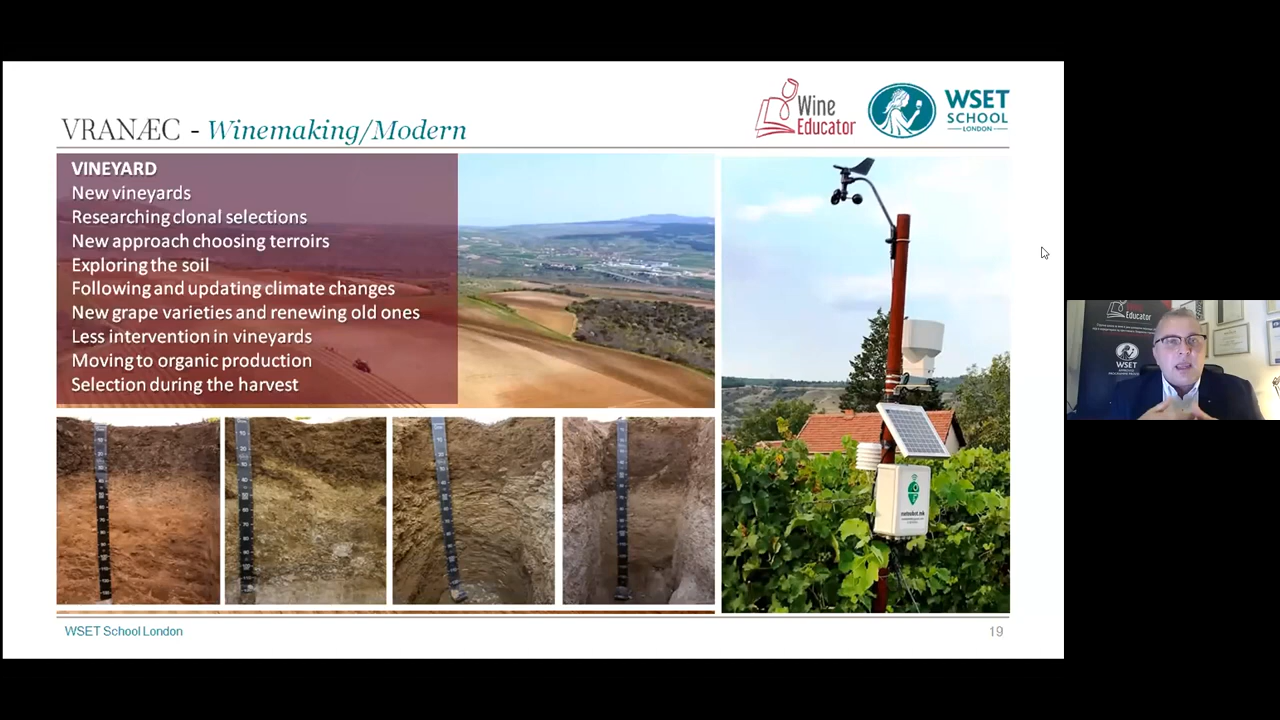 VRANÆC - Winemaking/Modern
Wine
Educator
WSET
SCHOOL
LONDON
VINEYARD
New vineyards
Researching clonal selections
New approach choosing terroirs
Exploring the soil
Following and updating climate changes
New grape varieties and renewing old ones
Less intervention in vineyards
Moving to organic production
Selection during the harvest
WSET School London
19
Educator
WSET